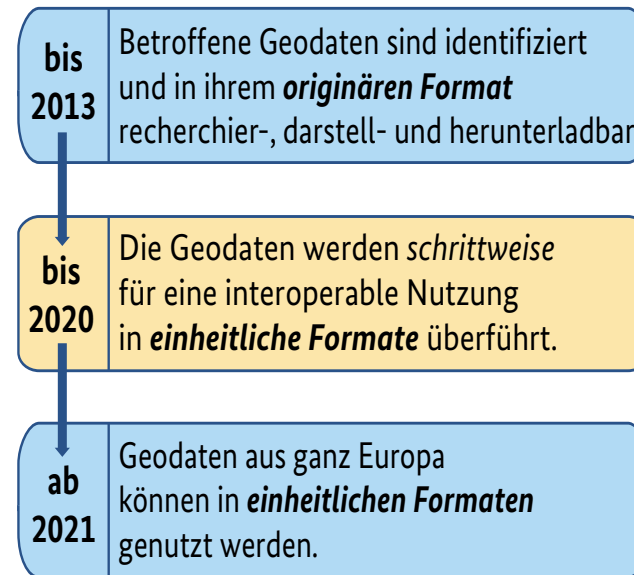 bis
2013
Betroffene Geodaten sind identifiziert
und in ihrem originären Format
recherchier-, darstell- und herunterladbar
bis
2020
Die Geodaten werden schrittweise
für eine interoperable Nutzung
in einheitliche Formate überführt.
ab
2021
Geodaten aus ganz Europa
können in einheitlichen Formaten
genutzt werden.